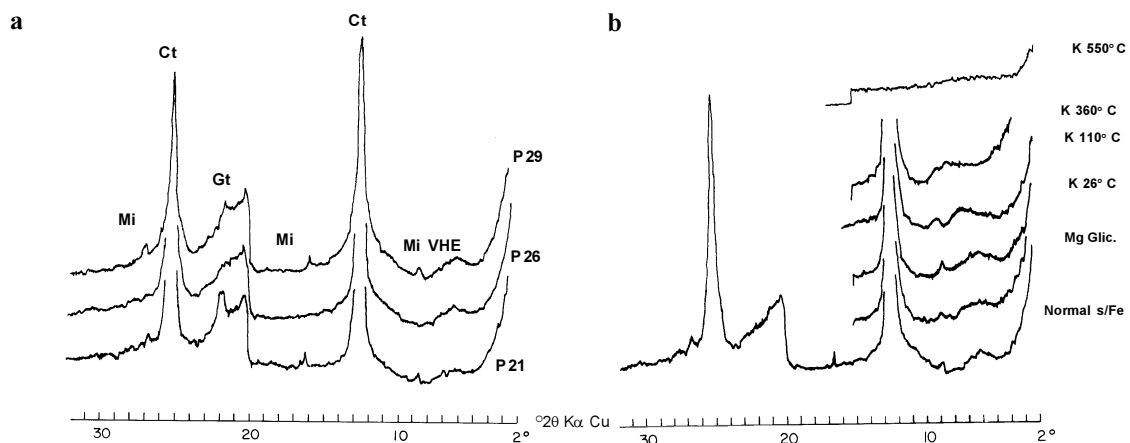 a
Ct
Ct
Gt
Mi
Mi
Mi VHE
P 29
P 26
P 21
30
20
10
2°
°2θ Kα Cu
b
K 550° C
K 360° C
K 110° C
K 26° C
Mg Glic.
Normal s/Fe
30
20
10
2°